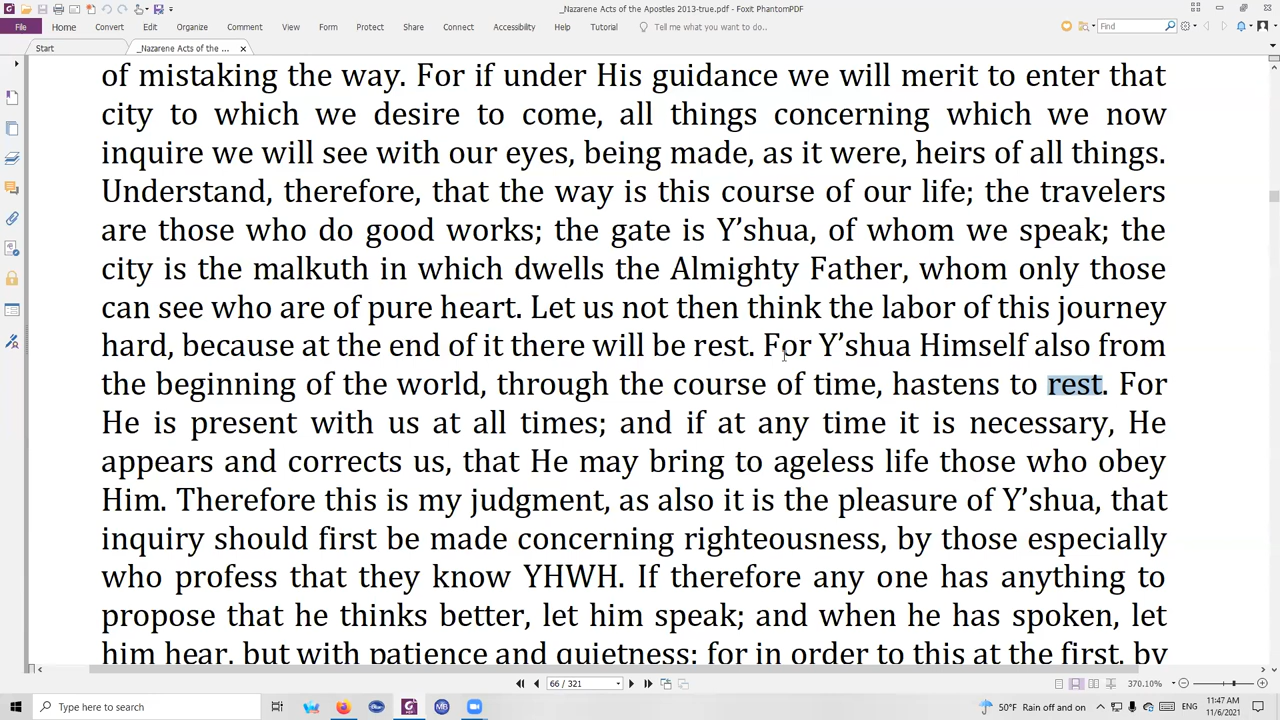 _Nazarene Acts of the Apostles 2013-true.pdf - Foxit PhantomPDF
File Home Convert Edit Organize Comment View Form Protect Share Connect Accessibility Help Tutorial Tell me what you want to do.. Find
Start _Nazarene Acts of the ...
of mistaking the way. For if under His guidance we will merit to enter that
city to which we desire to come, all things concerning which we now
inquire we will see with our eyes, being made, as it were, heirs of all things.
Understand, therefore, that the way is this course of our life; the travelers
are those who do good works; the gate is Y’shua, of whom we speak; the
city is the malkuth in which dwells the Almighty Father, whom only those
can see who are of pure heart. Let us not then think the labor of this journey
hard, because at the end of it there will be rest. For Y’shua Himself also from
the beginning of the world, through the course of time, hastens to rest. For
He is present with us at all times; and if at any time it is necessary, He
appears and corrects us, that He may bring to ageless life those who obey
Him. Therefore this is my judgment, as also it is the pleasure of Y’shua, that
inquiry should first be made concerning righteousness, by those especially
who profess that they know YHWH. If therefore any one has anything to
propose that he thinks better, let him speak; and when he has spoken, let
him hear, but with patience and quietness: for in order to this at the first, by
66 / 321 370.10%
Type here to search MB 50°F Rain off and on ENG 11:47 AM
11/6/2021